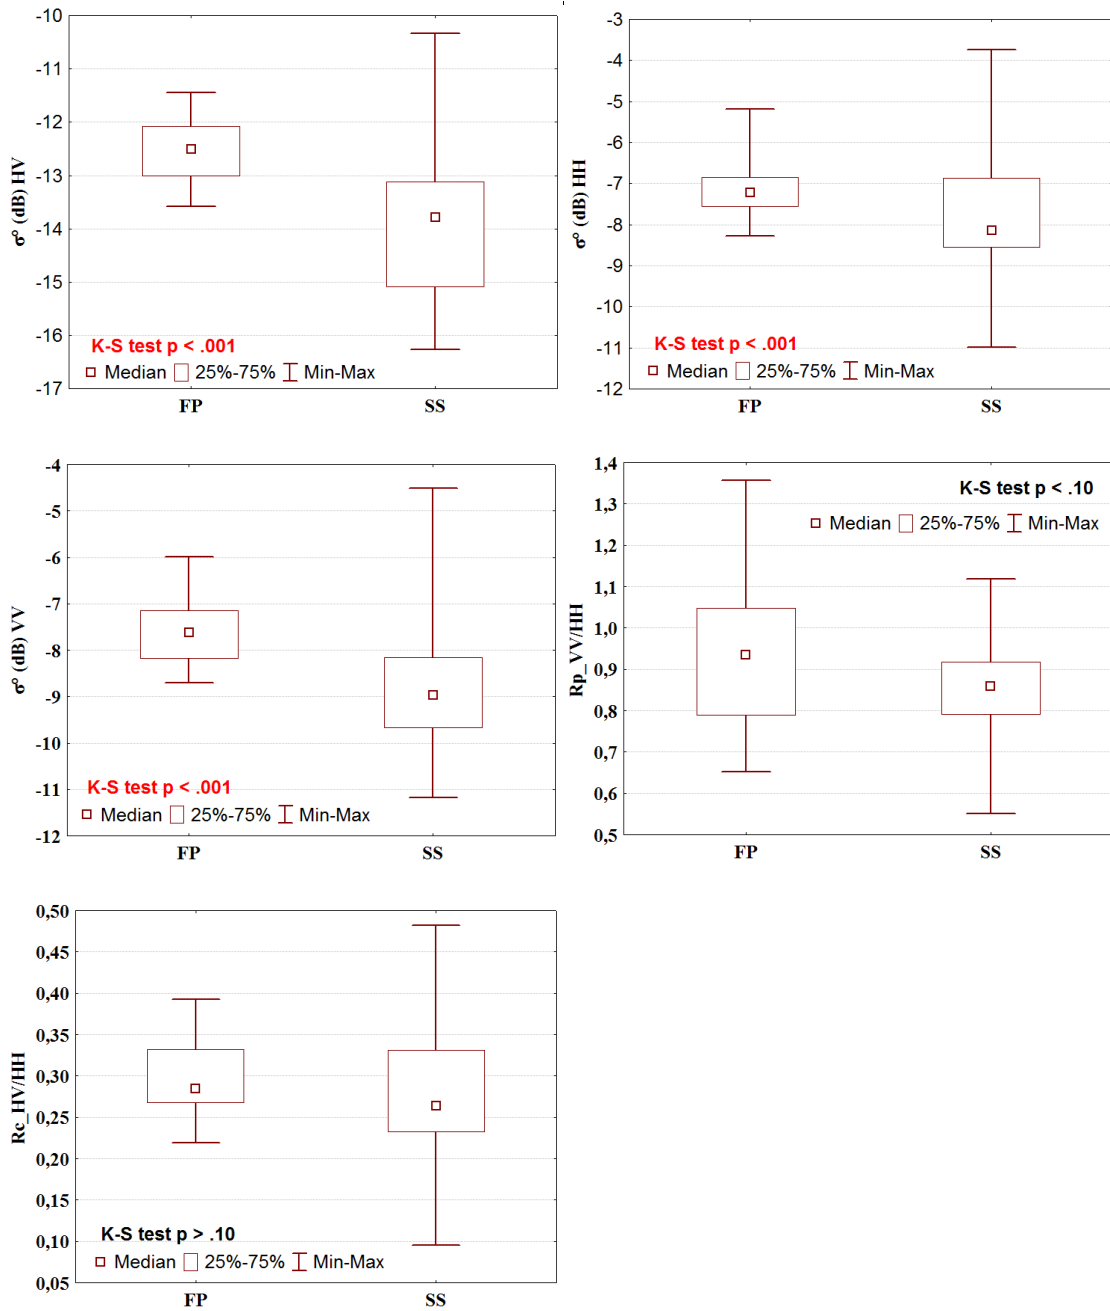 -10
-11
-12
-13
-14
-15
-16
-17
σ° (dB) HV
K-S test p < .001
Median 25%-75% Min-Max
FP SS
-3
-4
-5
-6
-7
-8
-9
-10
-11
-12
σ° (dB) HH
K-S test p < .001
Median 25%-75% Min-Max
FP SS
-4
-5
-6
-7
-8
-9
-10
-11
-12
σ° (dB) VV
K-S test p < .001
Median 25%-75% Min-Max
FP SS
1,4
1,3
1,2
1,1
1,0
0,9
0,8
0,7
0,6
0,5
Rp_VV/HH
K-S test p < .10
Median 25%-75% Min-Max
FP SS
0,50
0,45
0,40
0,35
0,30
0,25
0,20
0,15
0,10
0,05
Rc_HV/HH
K-S test p > .10
Median 25%-75% Min-Max
FP SS